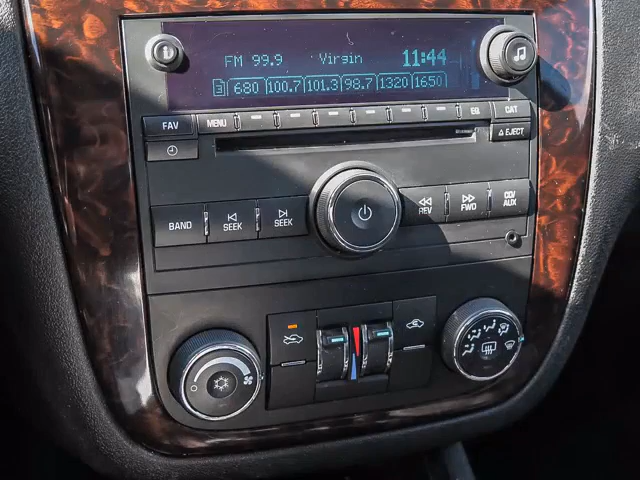 FM 99.9 Virgin 11:44
680 100.7 101.3 98.7 1320 1650
FAV MENU EQ CAT
EJECT
BAND SEEK SEEK REV FWD CD/AUX